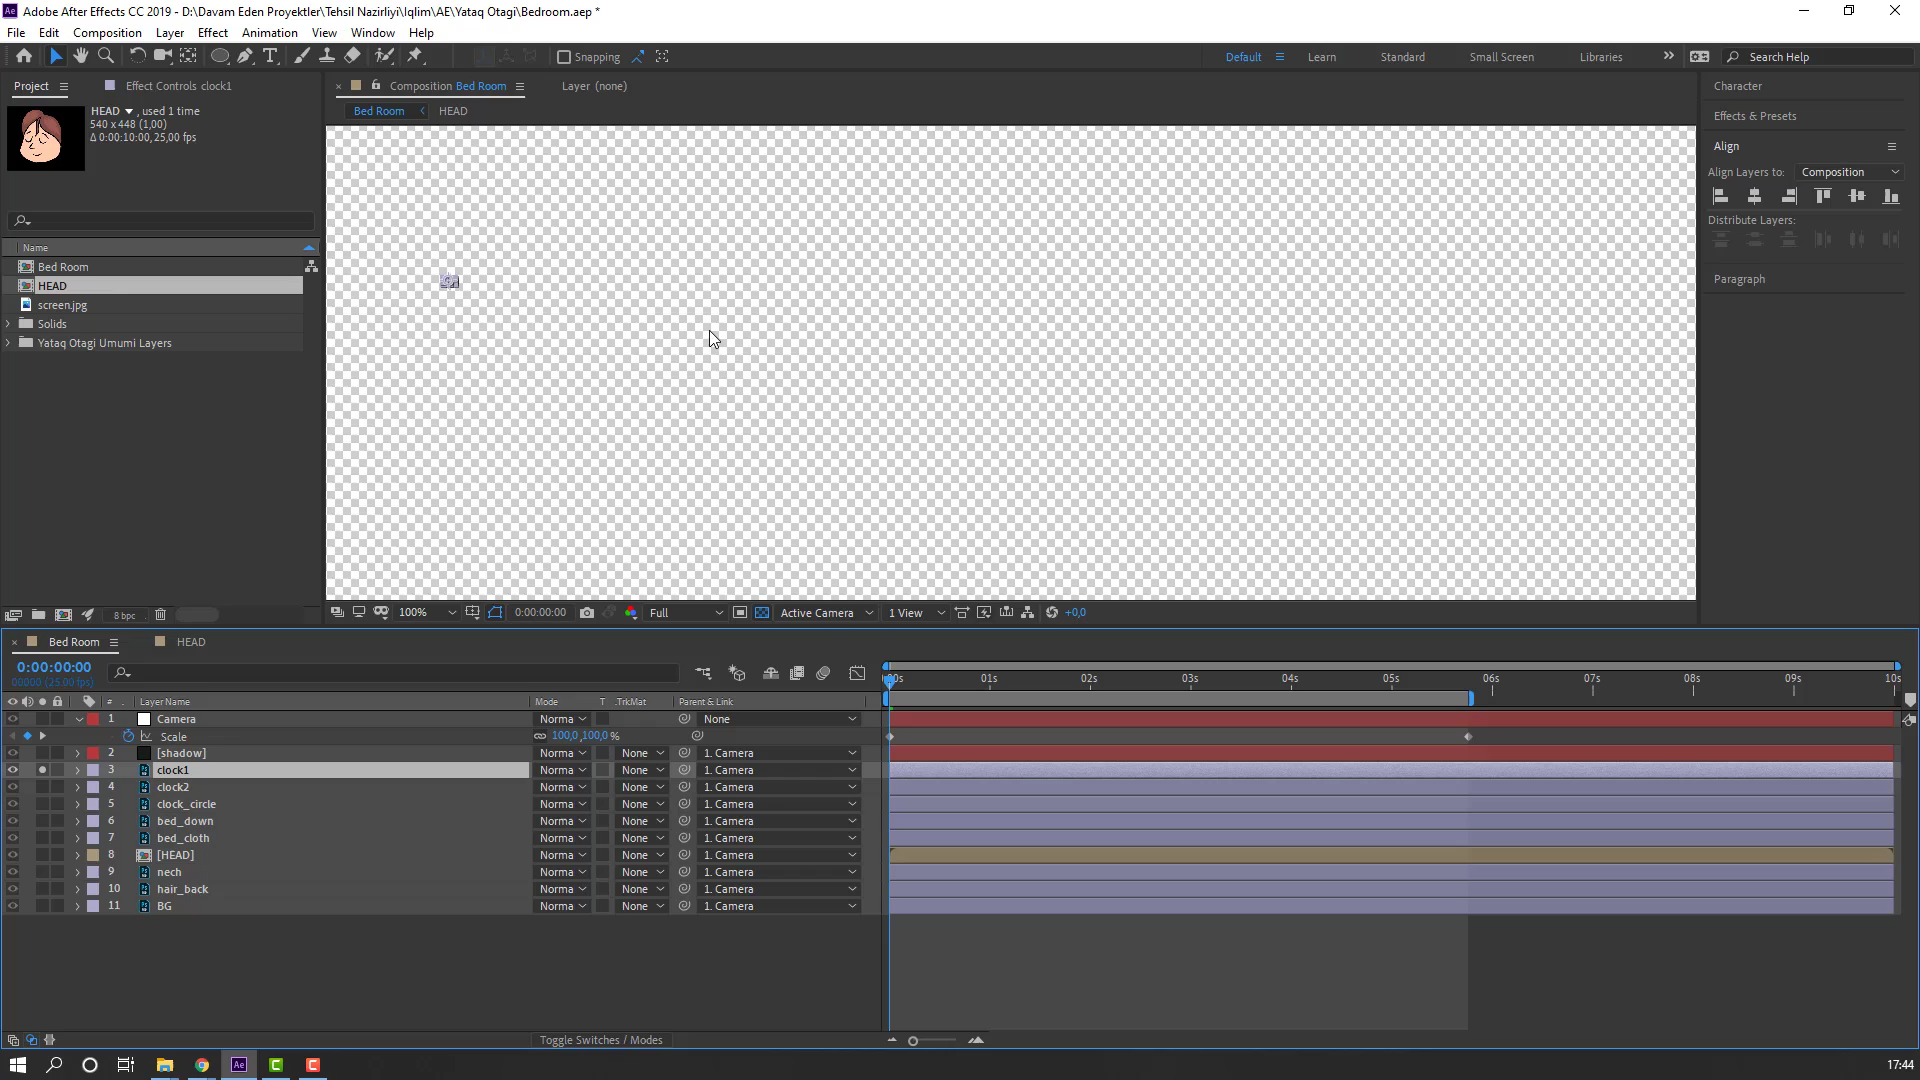 Adobe After Effects CC 2019 - D:\Davam Eden Proyektler\Tehsil Nazirliyi\Iqlim\AE\Yataq Otagi\Bedroom.aep *
File Edit Composition Layer Effect Animation View Window Help
Snapping
Default Learn Standard Small Screen Libraries Search Help
Project Effect Controls clock1
Composition Bed Room
Layer (none)
Bed Room HEAD
HEAD , used 1 time
540 x 448 (1,00)
Δ 0:00:10:00, 25,00 fps
Name
Bed Room
HEAD
screen.jpg
Solids
Yataq Otagi Umumi Layers
8 bpc
100% 0:00:00:00 Full Active Camera 1 View +0,0
Character
Effects & Presets
Align
Align Layers to: Composition
Distribute Layers:
Paragraph
Bed Room HEAD
0:00:00:00
00000 (25.00 fps)
:00s 01s 02s 03s 04s 05s 06s 07s 08s 09s 10s
# Layer Name Mode T .TrkMat Parent & Link
1 Camera Norma None
Scale 100,0,100,0 %
2 [shadow] Norma None 1. Camera
3 clock1 Norma None 1. Camera
4 clock2 Norma None 1. Camera
5 clock_circle Norma None 1. Camera
6 bed_down Norma None 1. Camera
7 bed_cloth Norma None 1. Camera
8 [HEAD] Norma None 1. Camera
9 nech Norma None 1. Camera
10 hair_back Norma None 1. Camera
11 BG Norma None 1. Camera
Toggle Switches / Modes
17:44